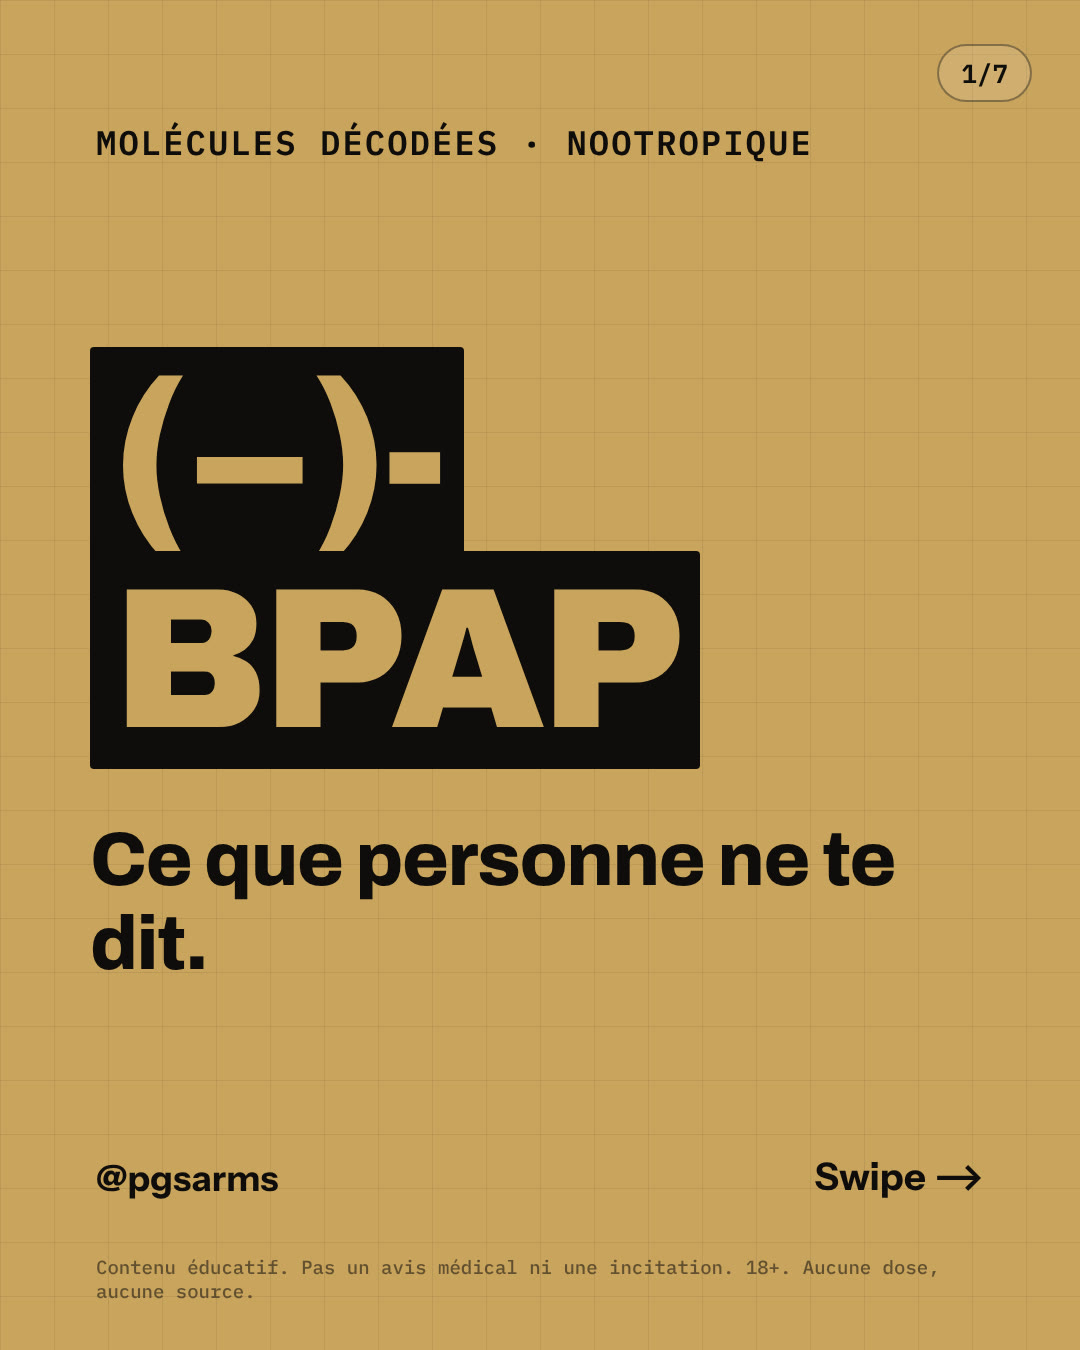 1/7
MOLÉCULES DÉCODÉES · NOOTROPIQUE
(—)-
BPAP
Ce que personne ne te
dit.
@pgsarms
Swipe →
Contenu éducatif. Pas un avis médical ni une incitation. 18+. Aucune dose,
aucune source.